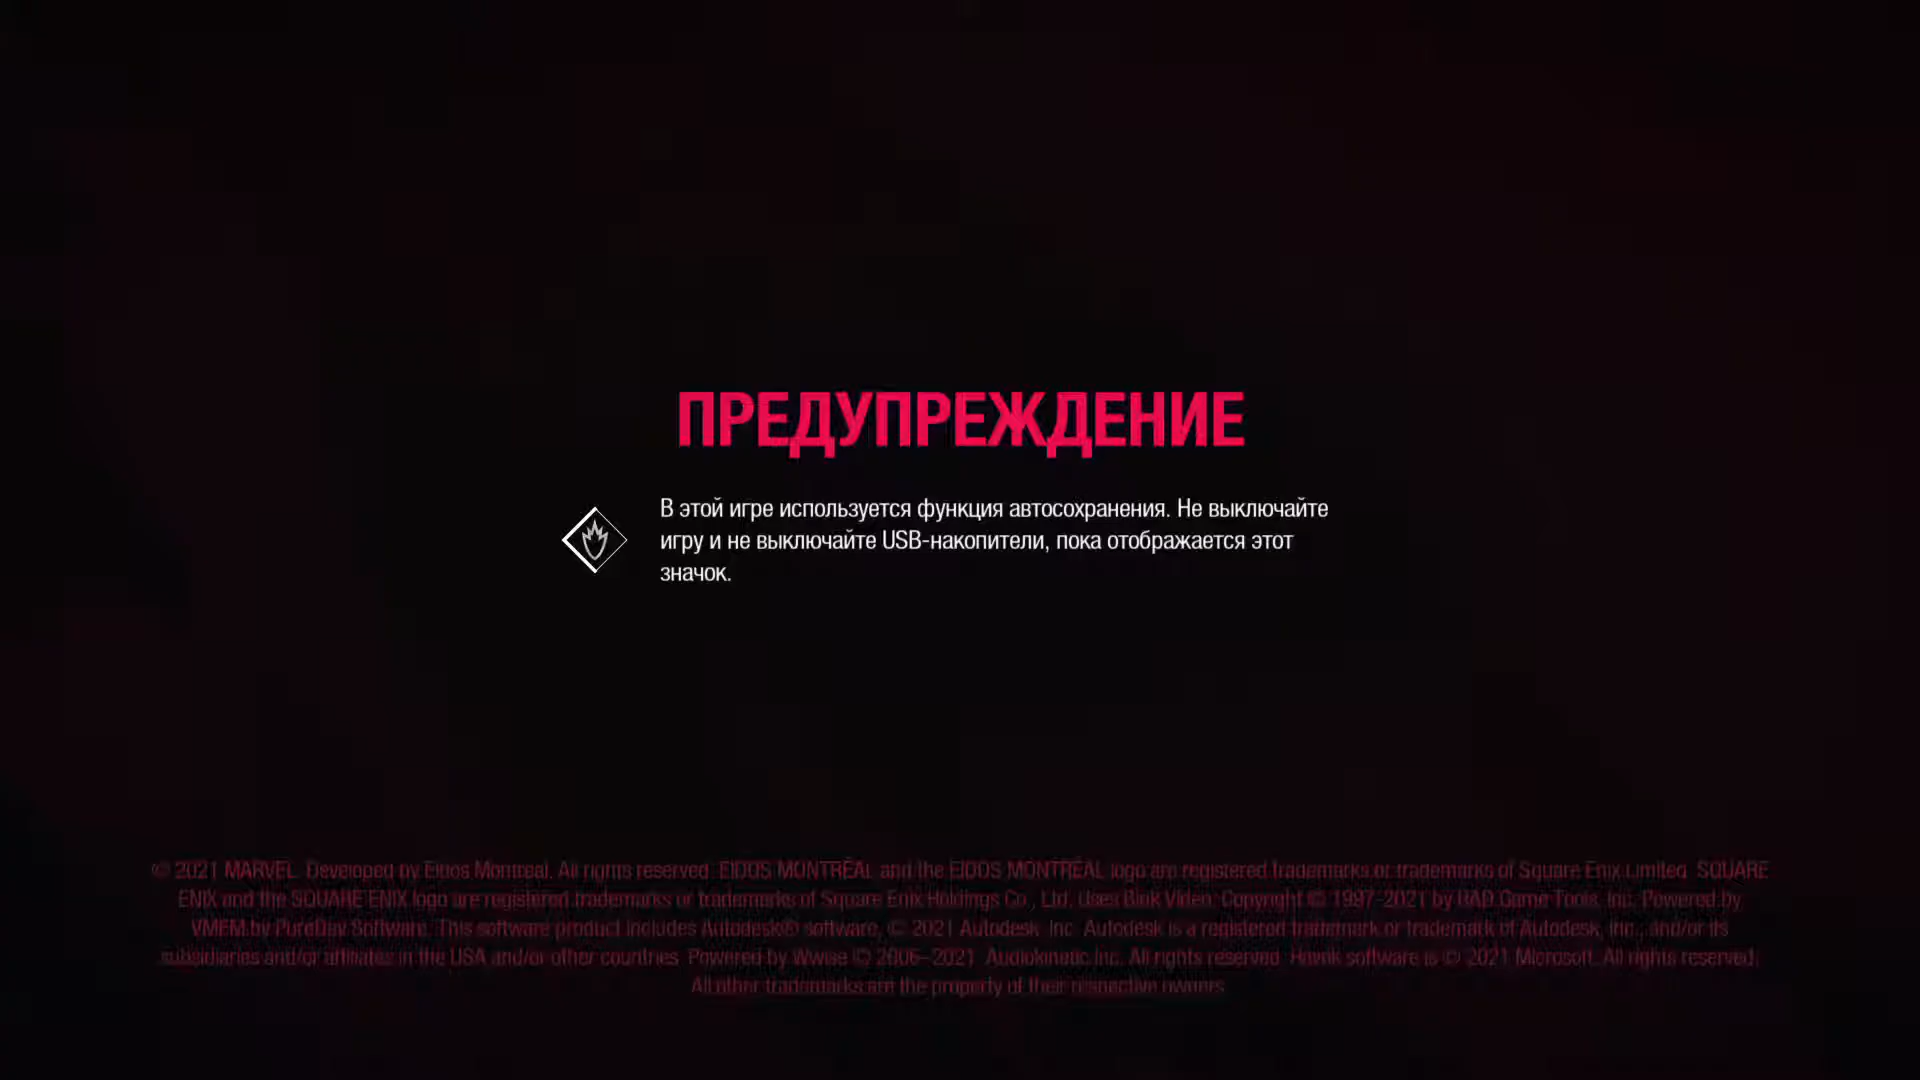 ПРЕДУПРЕЖДЕНИЕ
В этой игре используется функция автосохранения. Не выключайте
игру и не выключайте USB-накопители, пока отображается этот
значок.
© 2021 MARVEL. Developed by Eidos Montreal. All rights reserved. EIDOS MONTRÉAL and the EIDOS MONTRÉAL logo are registered trademarks or trademarks of Square Enix Limited. SQUARE
ENIX and the SQUARE ENIX logo are registered trademarks or trademarks of Square Enix Holdings Co., Ltd. Uses Bink Video. Copyright © 1997–2021 by RAD Game Tools, Inc. Powered by
by PureDav Software. This software product includes Autodesk® software, © 2021 Autodesk, Inc. Autodesk is a registered trademark or trademark of Autodesk, Inc., and/or its
subsidiaries and/or affiliates in the USA and/or other countries. Powered by Wwise © 2006–2021 Audiokinetic Inc. All rights reserved. Havok software is © 2021 Microsoft. All rights reserved.
All other trademarks are the property of their respective owners.